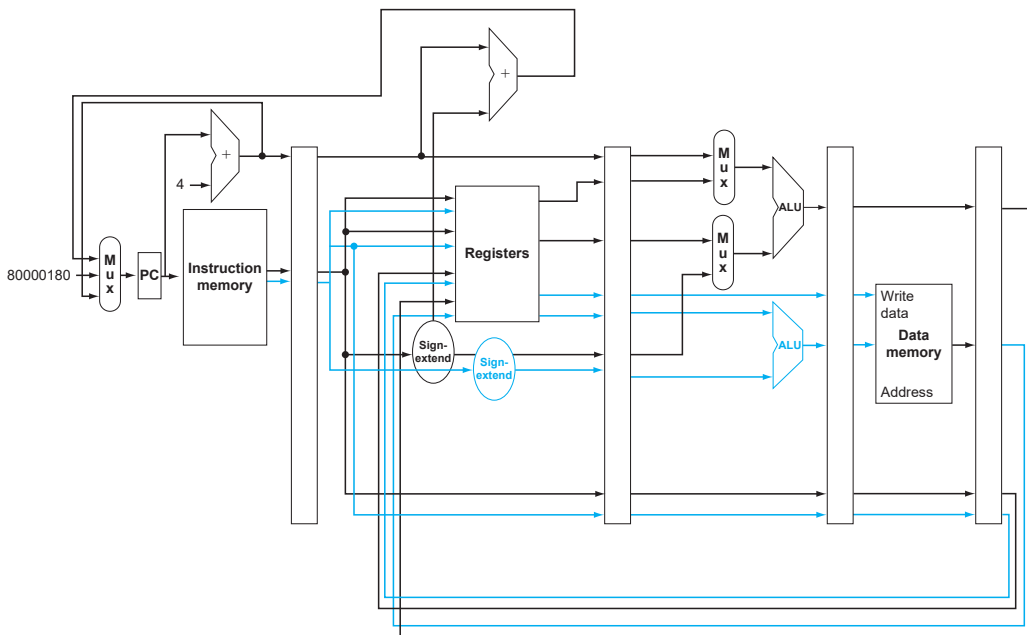 +
+
4
M
u
x
80000180
M
u
x
PC
Instruction
memory
Registers
Sign-
extend
Sign-
extend
M
u
x
ALU
ALU
Write
data
Data
memory
Address